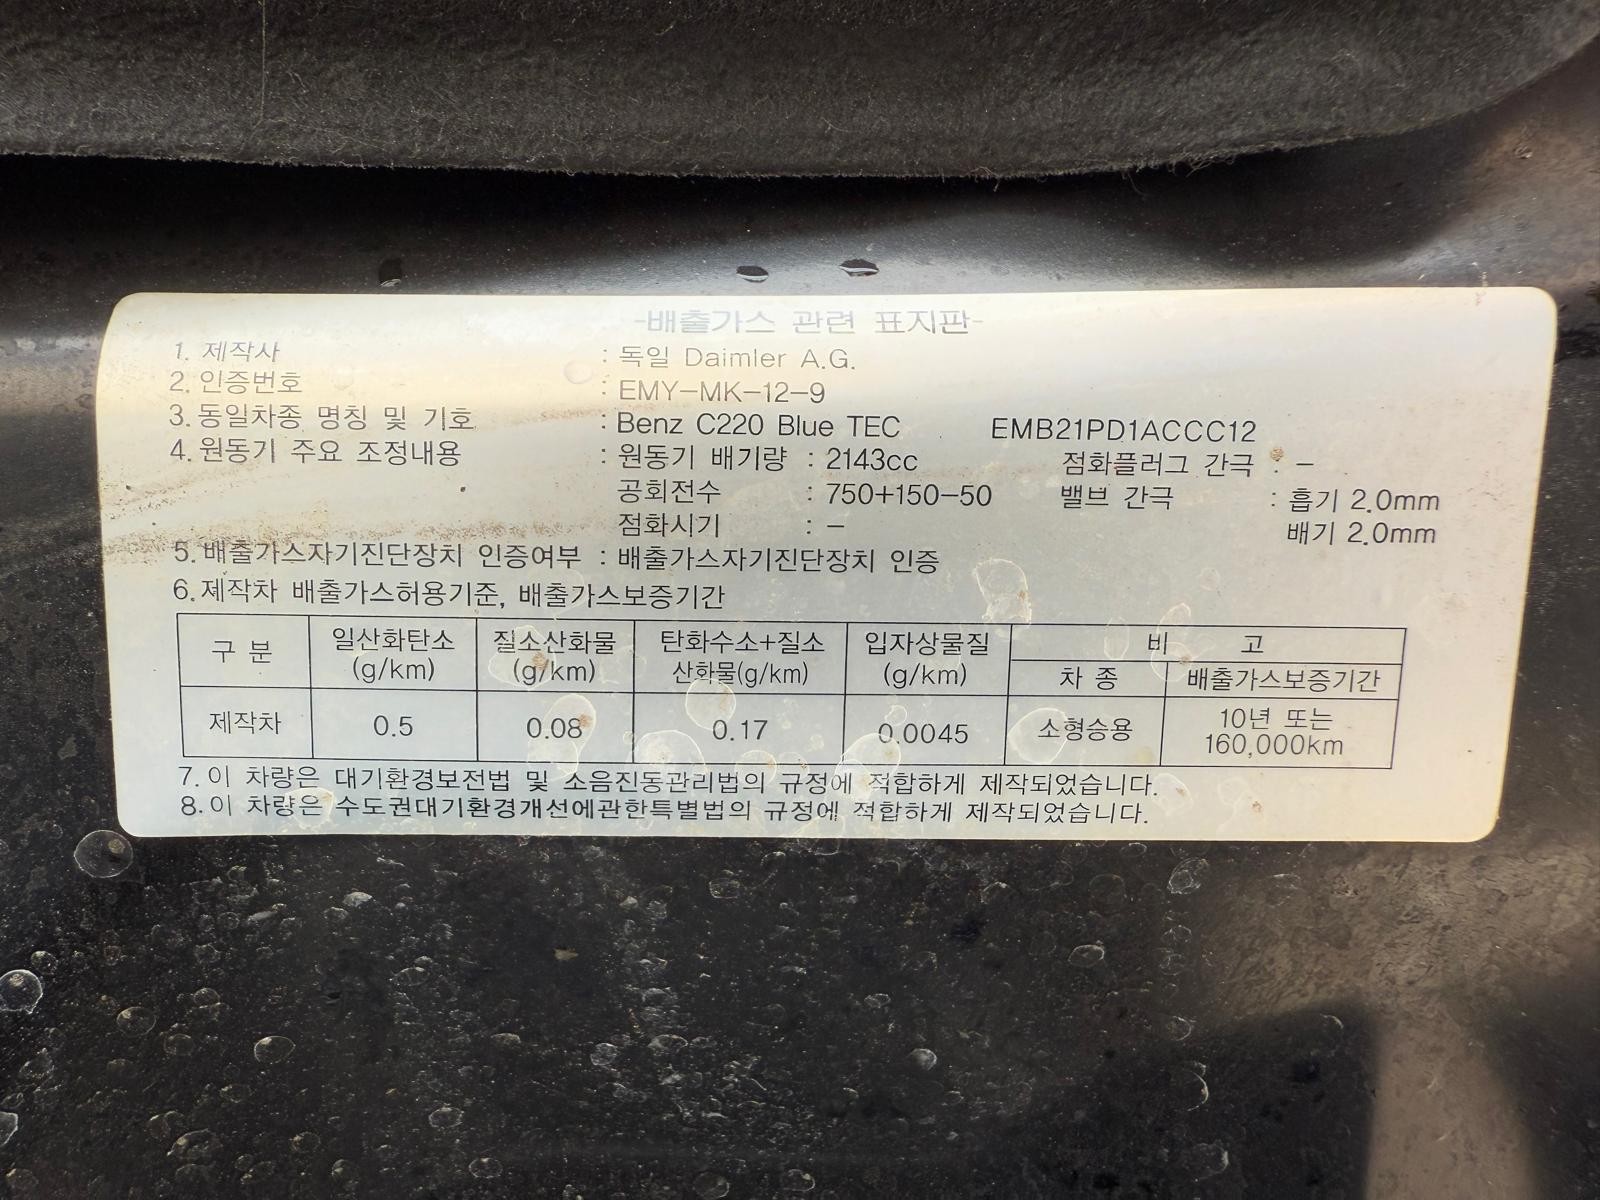 -배출가스 관련 표지판-
1. 제작사 : 독일 Daimler A.G.
2. 인증번호 : EMY-MK-12-9
3. 동일차종 명칭 및 기호 : Benz C220 Blue TEC EMB21PD1ACCC12
4. 원동기 주요 조정내용 : 원동기 배기량 : 2143cc 점화플러그 간극 : -
공회전수 : 750+150-50 밸브 간극 : 흡기 2.0mm
점화시기 : - 배기 2.0mm
5. 배출가스자기진단장치 인증여부 : 배출가스자기진단장치 인증
6. 제작차 배출가스허용기준, 배출가스보증기간
구 분 일산화탄소 (g/km) 질소산화물 (g/km) 탄화수소+질소 산화물(g/km) 입자상물질 (g/km) 비 고
차 종 배출가스보증기간
제작차 0.5 0.08 0.17 0.0045 소형승용 10년 또는 160,000km
7. 이 차량은 대기환경보전법 및 소음진동관리법의 규정에 적합하게 제작되었습니다.
8. 이 차량은 수도권대기환경개선에관한특별법의 규정에 적합하게 제작되었습니다.